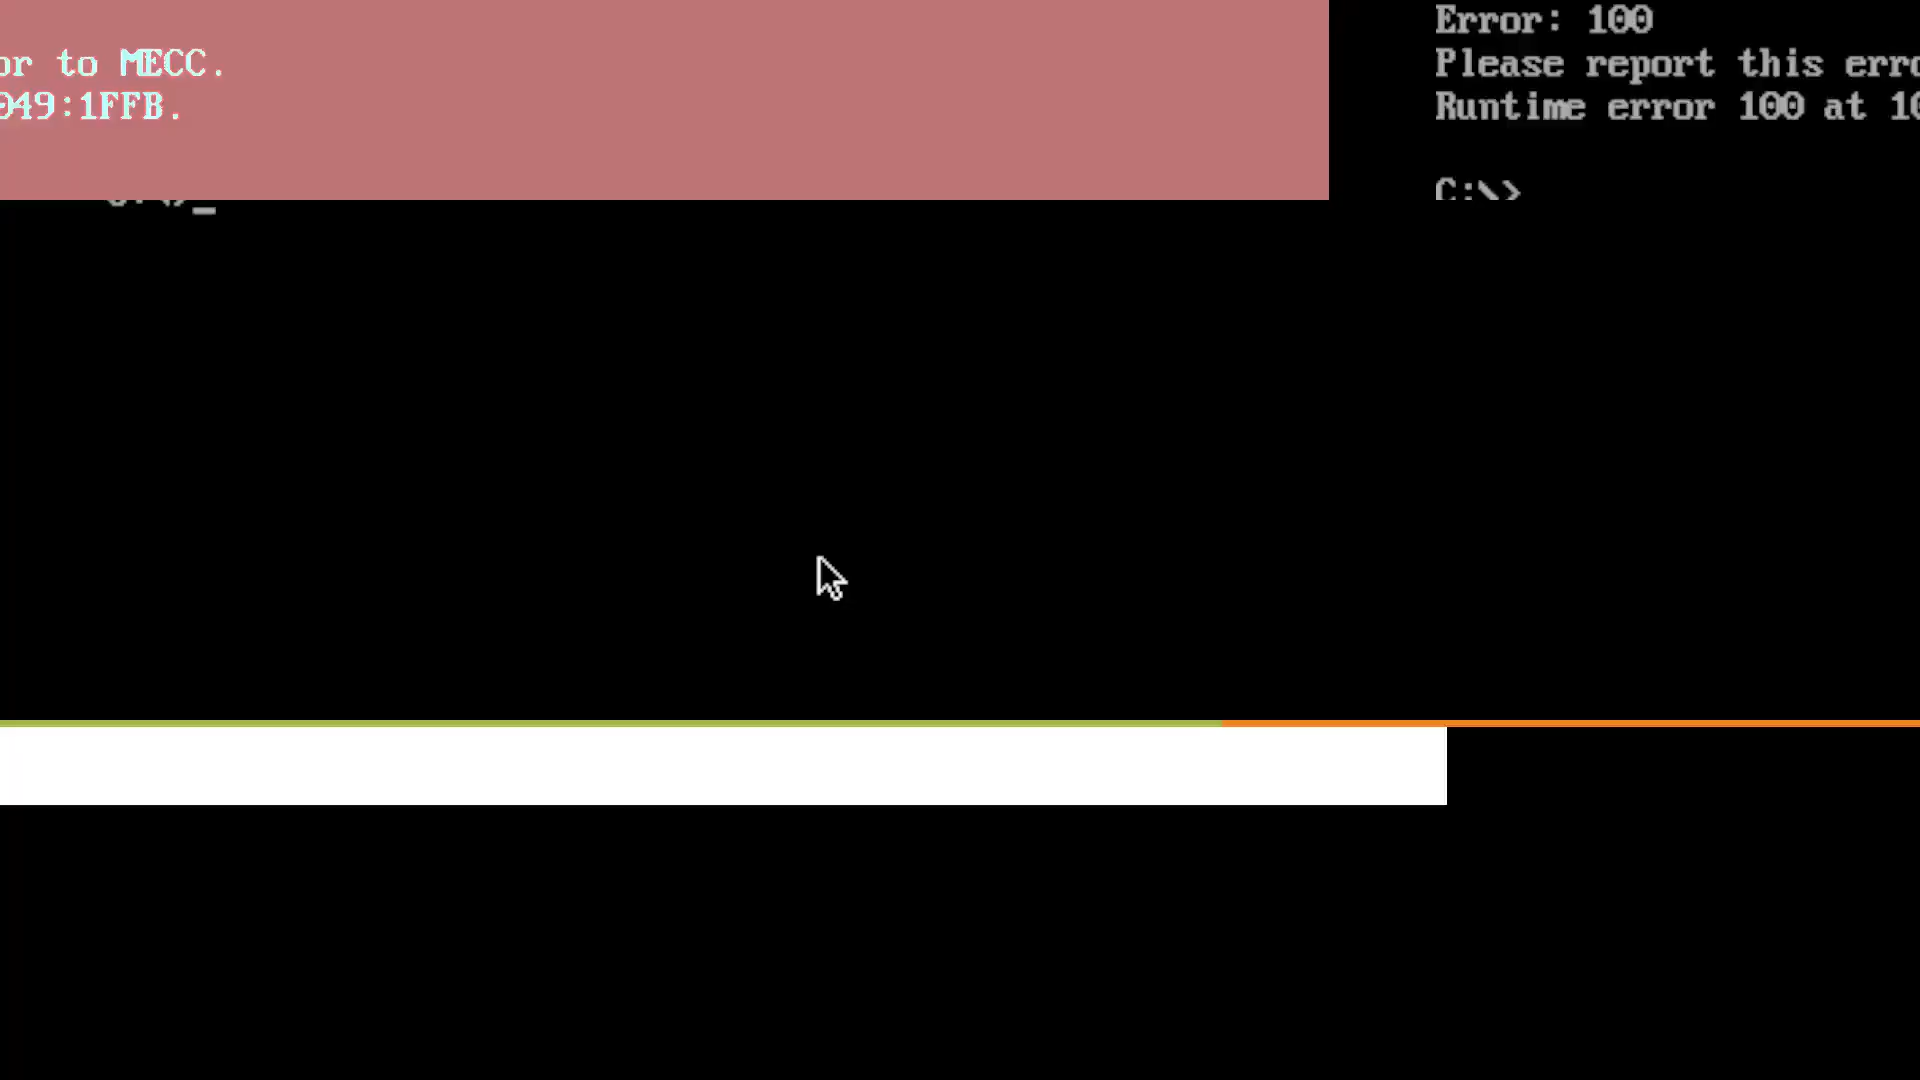 or to MECC.
049:1FFB.
Error: 100
Please report this erro
Runtime error 100 at 10
C:\>
C:\>_